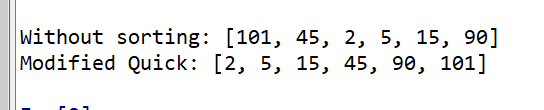 Without sorting: [101, 45, 2, 5, 15, 90]
Modified Quick: [2, 5, 15, 45, 90, 101]